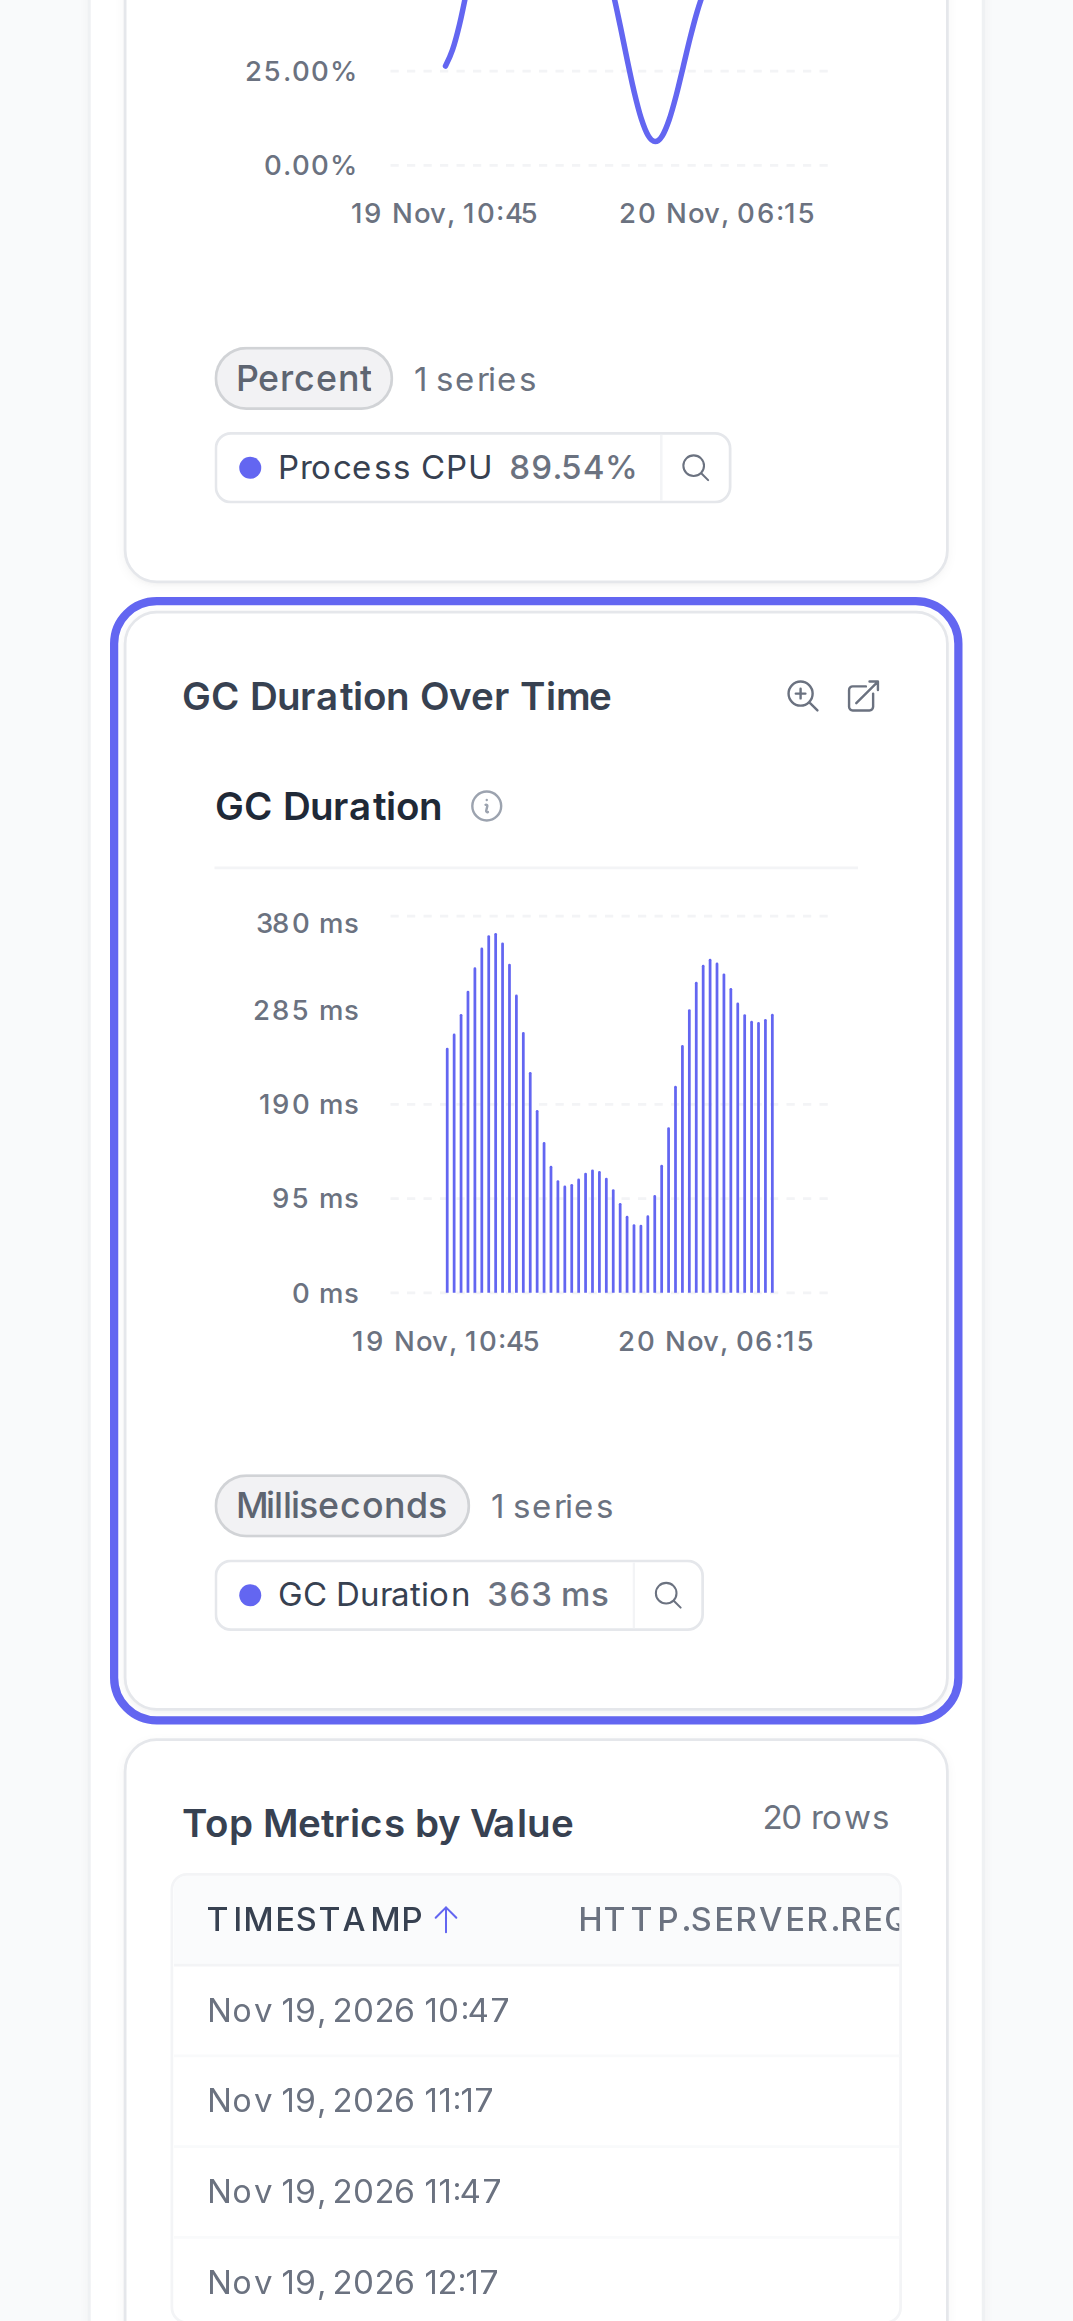 25.00%
0.00%
19 Nov, 10:45 20 Nov, 06:15
Percent 1 series
Process CPU 89.54%
GC Duration Over Time
GC Duration
380 ms
285 ms
190 ms
95 ms
0 ms
19 Nov, 10:45 20 Nov, 06:15
Milliseconds 1 series
GC Duration 363 ms
Top Metrics by Value 20 rows
TIMESTAMP HTTP.SERVER.REQ
Nov 19, 2026 10:47
Nov 19, 2026 11:17
Nov 19, 2026 11:47
Nov 19, 2026 12:17